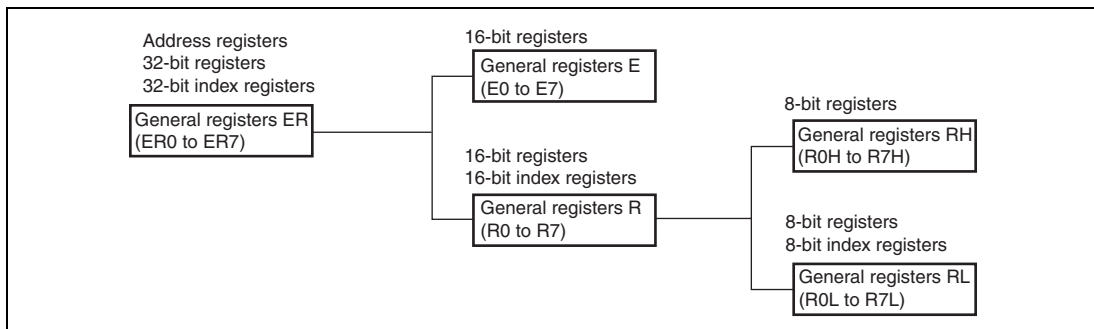 Address registers
32-bit registers
32-bit index registers
General registers ER
(ER0 to ER7)
16-bit registers
General registers E
(E0 to E7)
16-bit registers
16-bit index registers
General registers R
(R0 to R7)
8-bit registers
General registers RH
(R0H to R7H)
8-bit registers
8-bit index registers
General registers RL
(R0L to R7L)